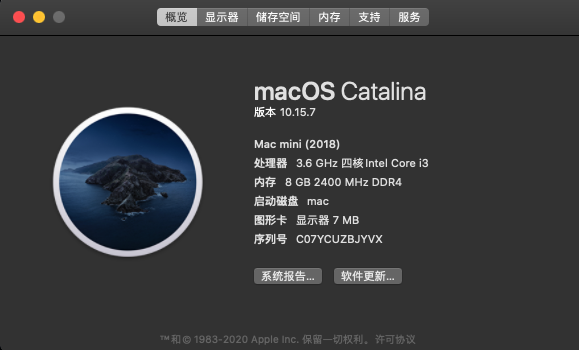 概览 显示器 储存空间 内存 支持 服务
macOS Catalina
版本 10.15.7
Mac mini (2018)
处理器 3.6 GHz 四核Intel Core i3
内存 8 GB 2400 MHz DDR4
启动磁盘 mac
图形卡 显示器 7 MB
序列号 C07YCUZBJYVX
系统报告... 软件更新...
™和© 1983-2020 Apple Inc. 保留一切权利。许可协议